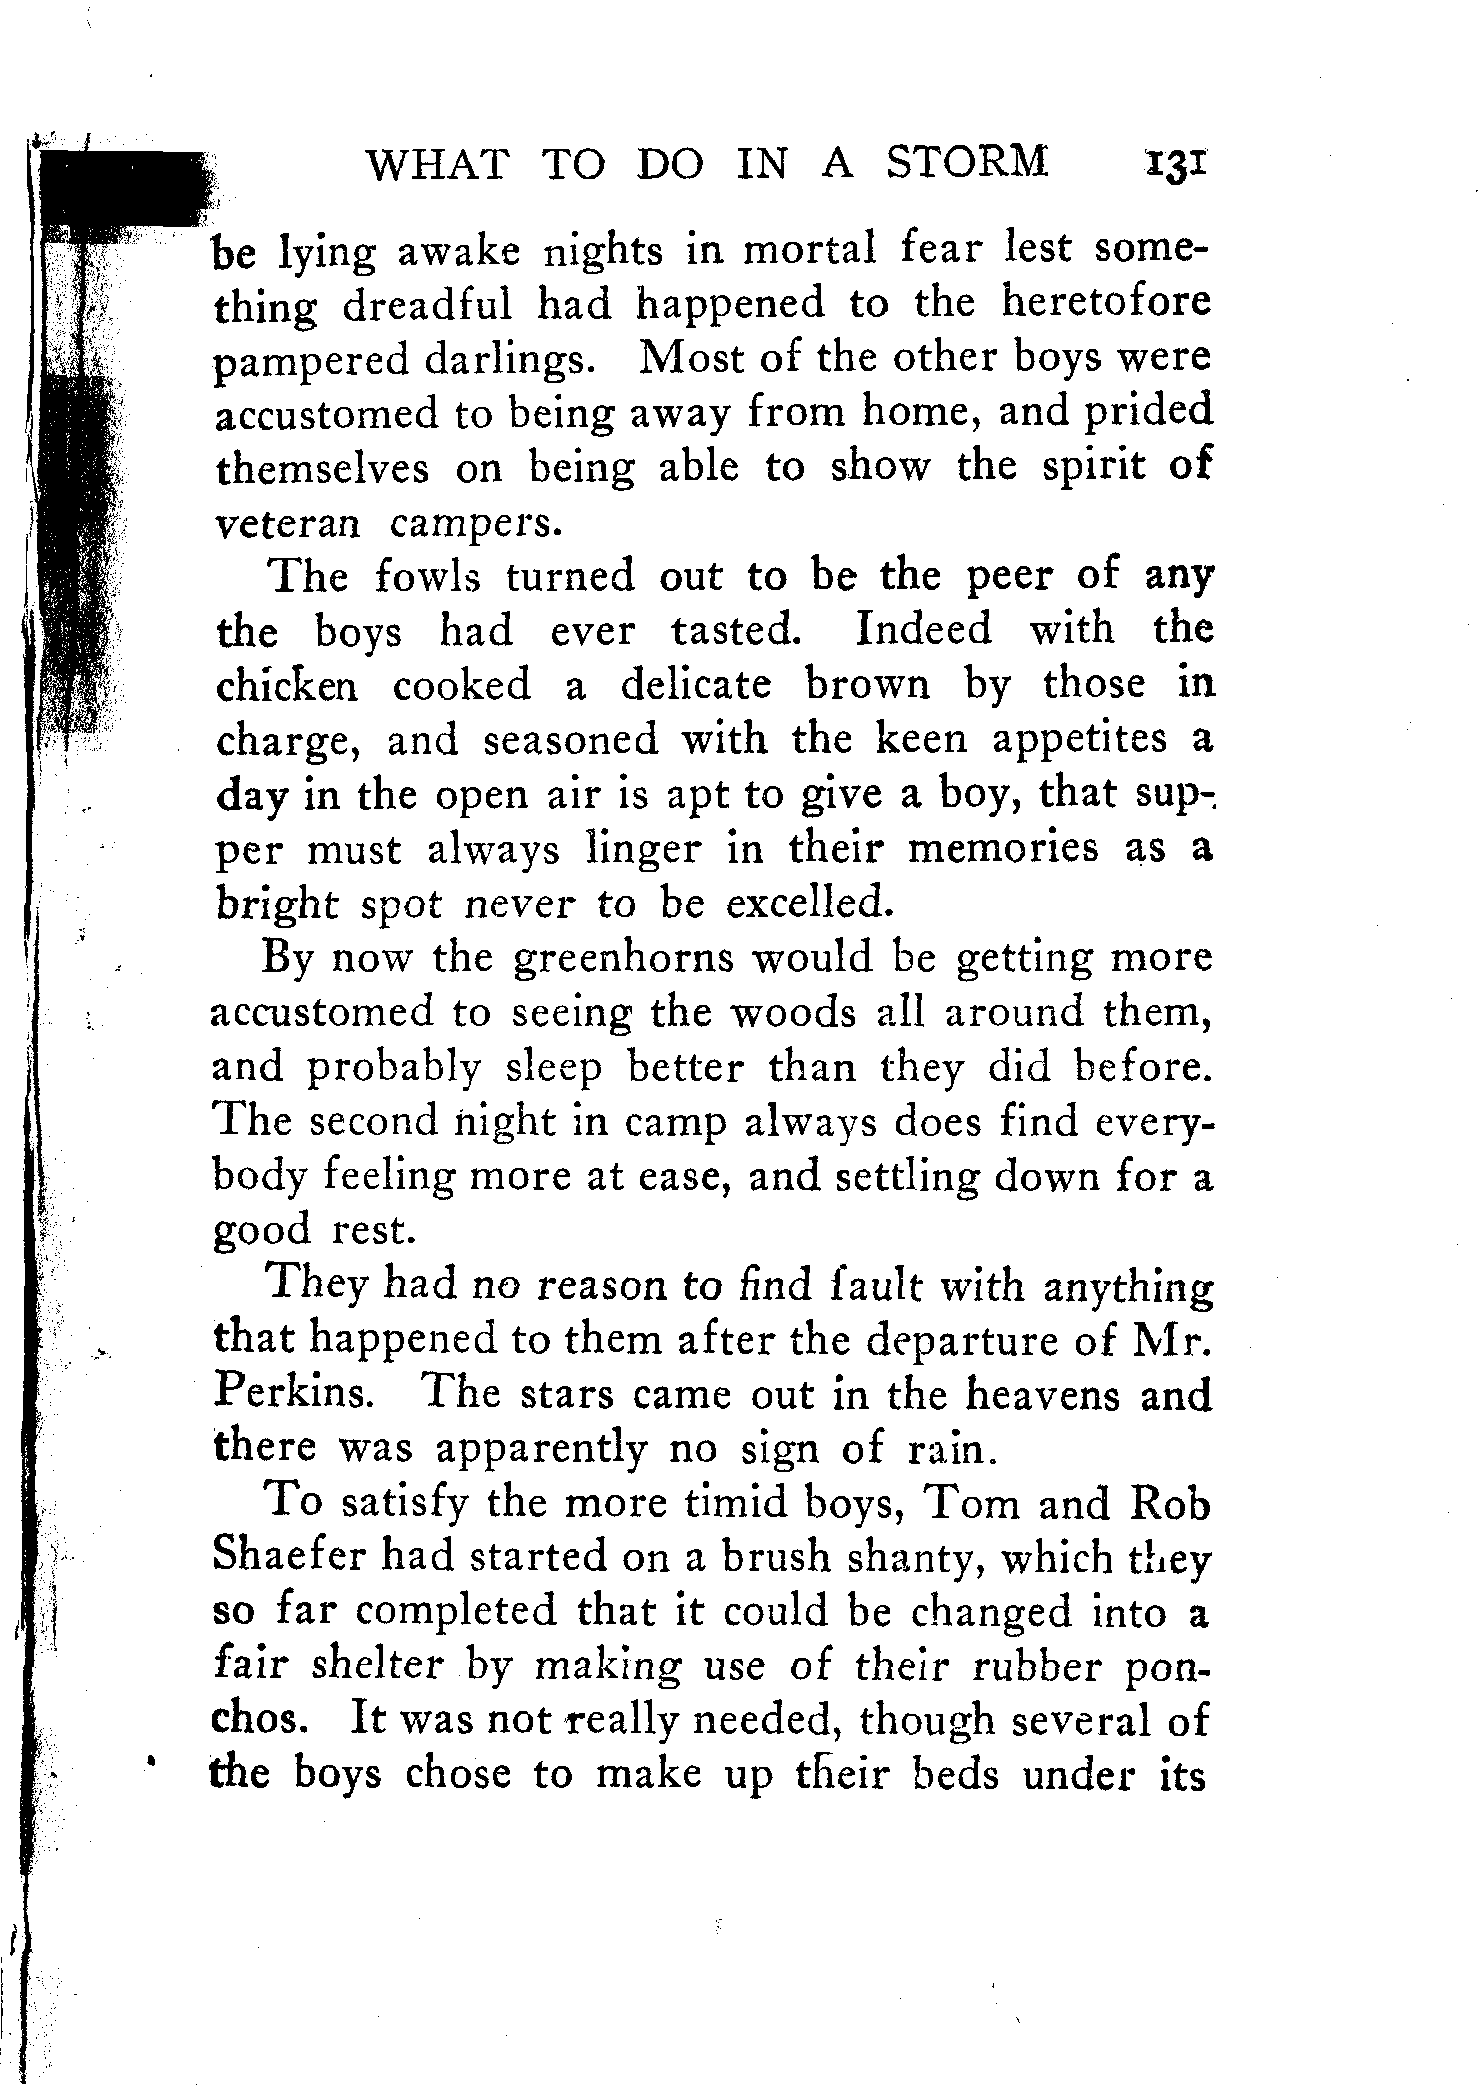 WHAT TO DO IN A STORM 131
be lying awake nights in mortal fear lest some-
thing dreadful had happened to the heretofore
pampered darlings. Most of the other boys were
accustomed to being away from home, and prided
themselves on being able to show the spirit of
veteran campers.
The fowls turned out to be the peer of any
the boys had ever tasted. Indeed with the
chicken cooked a delicate brown by those in
charge, and seasoned with the keen appetites a
day in the open air is apt to give a boy, that sup-
per must always linger in their memories as a
bright spot never to be excelled.
By now the greenhorns would be getting more
accustomed to seeing the woods all around them,
and probably sleep better than they did before.
The second night in camp always does find every-
body feeling more at ease, and settling down for a
good rest.
They had no reason to find fault with anything
that happened to them after the departure of Mr.
Perkins. The stars came out in the heavens and
there was apparently no sign of rain.
To satisfy the more timid boys, Tom and Rob
Shaefer had started on a brush shanty, which they
so far completed that it could be changed into a
fair shelter by making use of their rubber pon-
chos. It was not really needed, though several of
the boys chose to make up their beds under its